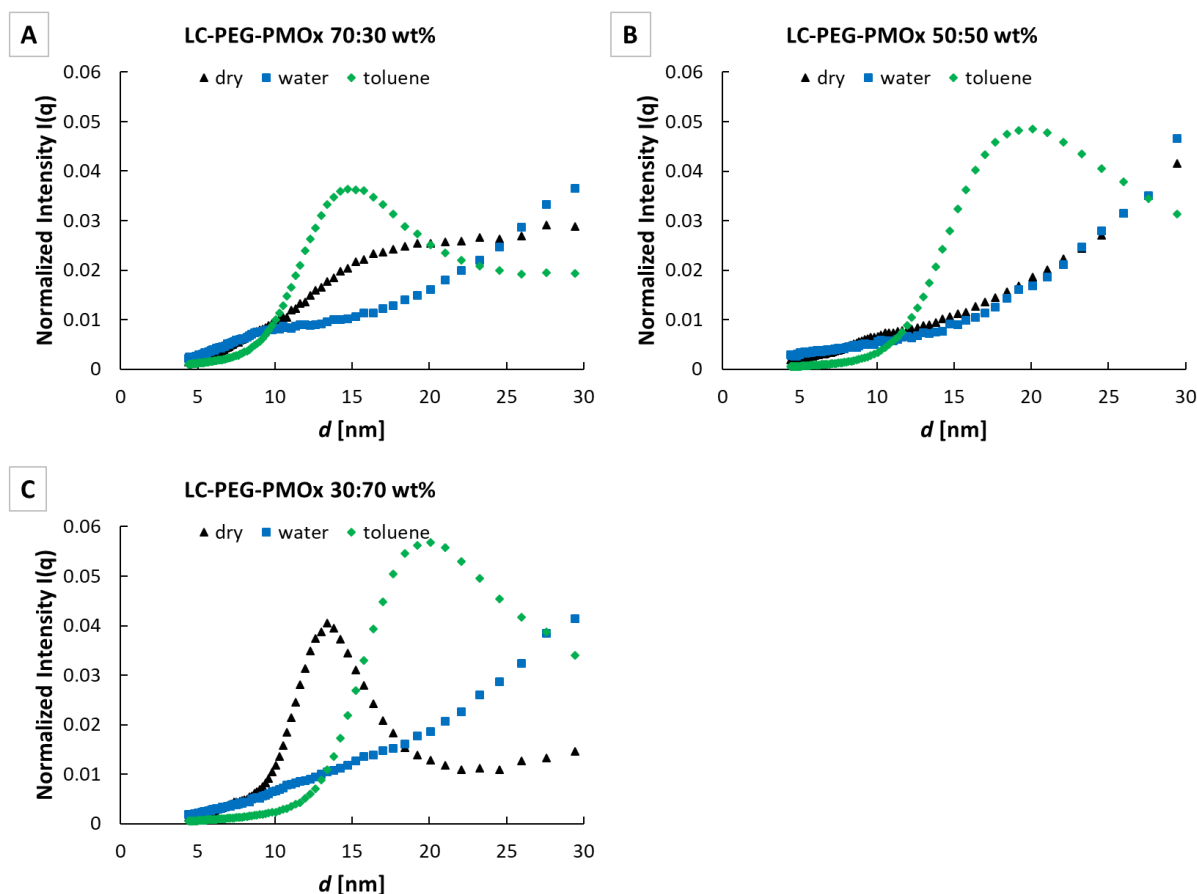 A
LC-PEG-PMOx 70:30 wt%
dry water toluene
Normalized Intensity I(q)
0.06
0.05
0.04
0.03
0.02
0.01
0
0 5 10 15 20 25 30
d [nm]
B
LC-PEG-PMOx 50:50 wt%
dry water toluene
Normalized Intensity I(q)
0.06
0.05
0.04
0.03
0.02
0.01
0
0 5 10 15 20 25 30
d [nm]
C
LC-PEG-PMOx 30:70 wt%
dry water toluene
Normalized Intensity I(q)
0.06
0.05
0.04
0.03
0.02
0.01
0
0 5 10 15 20 25 30
d [nm]